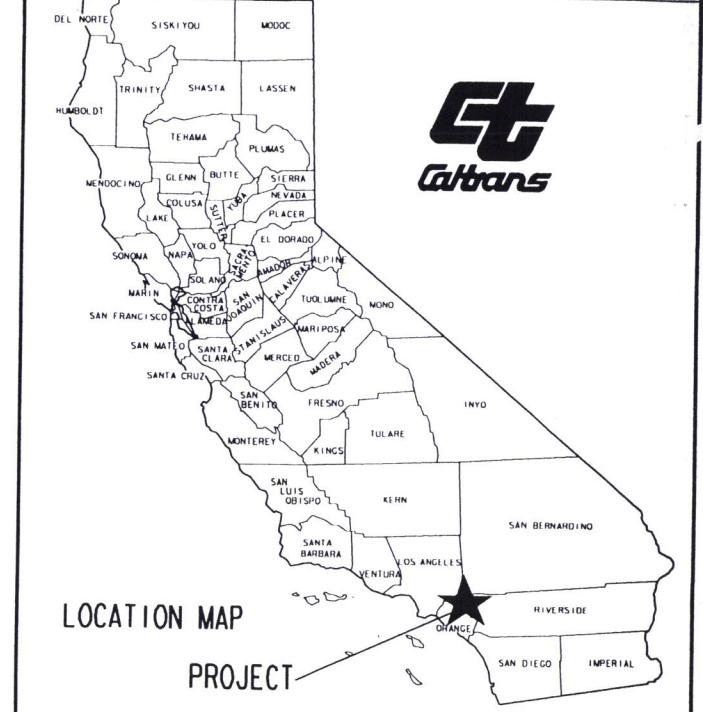 DEL NORTE
SISKIYOU
MODOC
TRINITY
SHASTA
LASSEN
HUMBOLDT
TEHAMA
PLUMAS
MENDOCINO
GLENN
BUTTE
SIERRA
COLUSA
YUBA
NEVADA
LAKE
SUTTER
PLACER
SONOMA
NAPA
YOLO
EL DORADO
SACRA
MENTO
AMADOR
ALPINE
SOLANO
MARIN
CONTRA
COSTA
SAN
JOAQUIN
CALAVERAS
TUOLUMNE
MONO
SAN FRANCISCO
ALAMEDA
STANISLAUS
MARIPOSA
SAN MATEO
SANTA
CLARA
MERCED
MADERA
SANTA CRUZ
SAN
BENITO
FRESNO
INYO
MONTEREY
KINGS
TULARE
SAN
LUIS
OBISPO
KERN
SAN BERNARDINO
SANTA
BARBARA
VENTURA
LOS ANGELES
ORANGE
RIVERSIDE
SAN DIEGO
IMPERIAL
LOCATION MAP
PROJECT
Ct
Caltrans